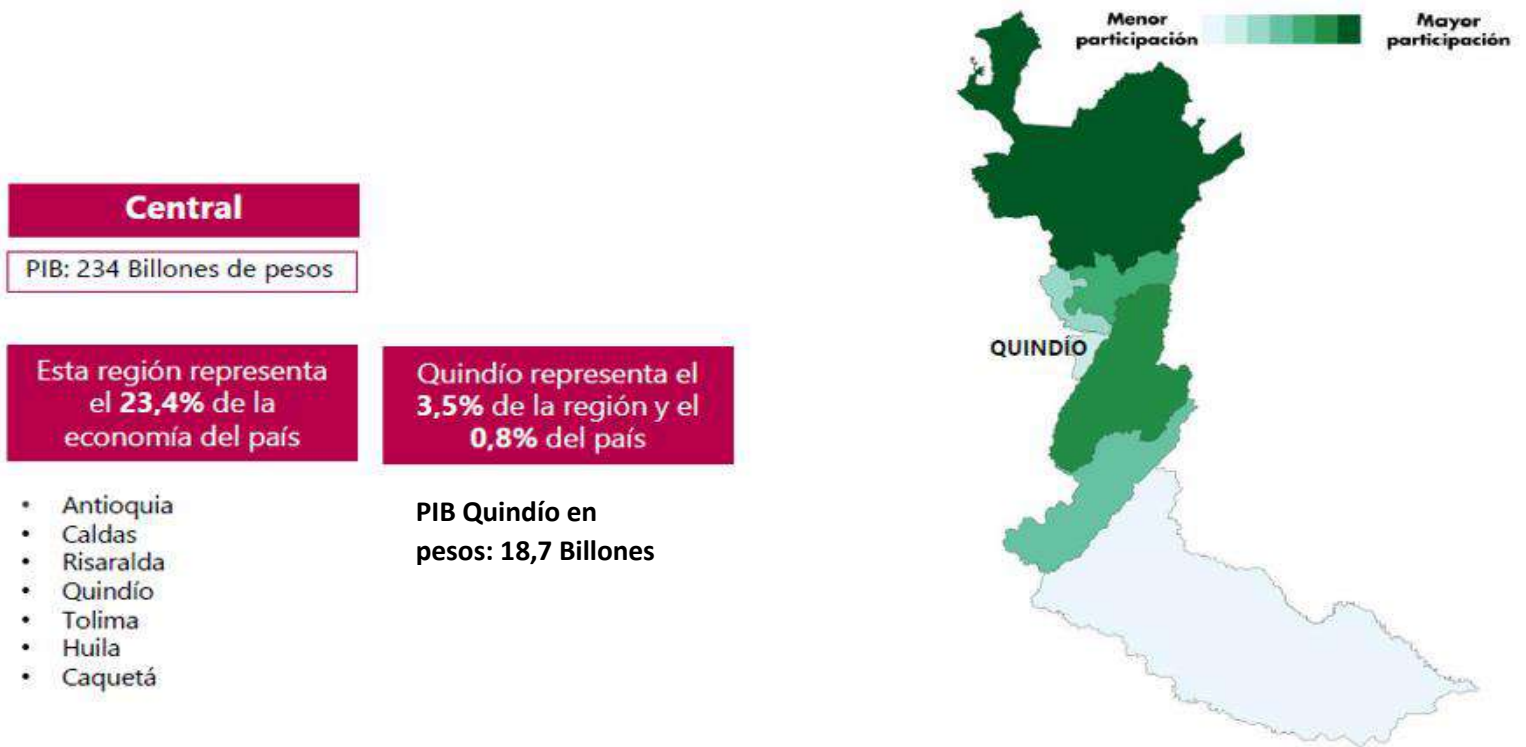 Menor
participación
Mayor
participación
Central
PIB: 234 Billones de pesos
Esta región representa
el 23,4% de la
economía del país
Quindío representa el
3,5% de la región y el
0,8% del país
QUINDÍO
• Antioquia
• Caldas
• Risaralda
• Quindío
• Tolima
• Huila
• Caquetá
PIB Quindío en
pesos: 18,7 Billones